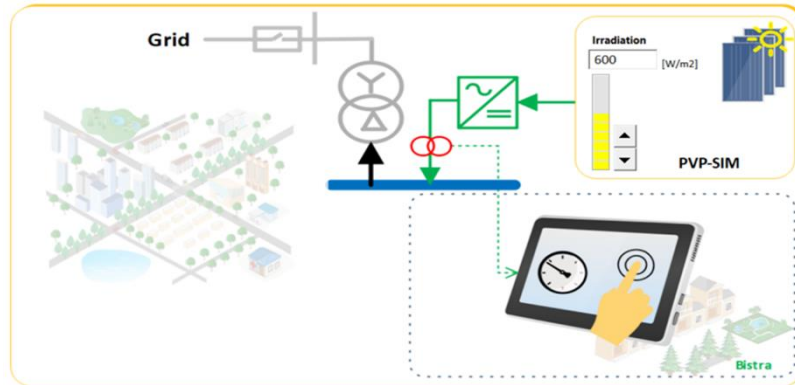 Grid
Irradiation
600
[W/m2]
PVP-SIM
Bistra